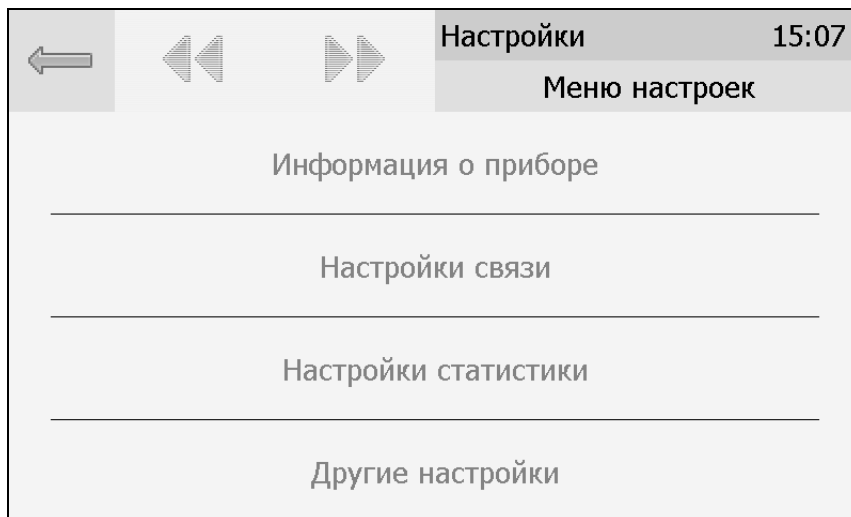 Настройки 15:07
Меню настроек
Информация о приборе
Настройки связи
Настройки статистики
Другие настройки